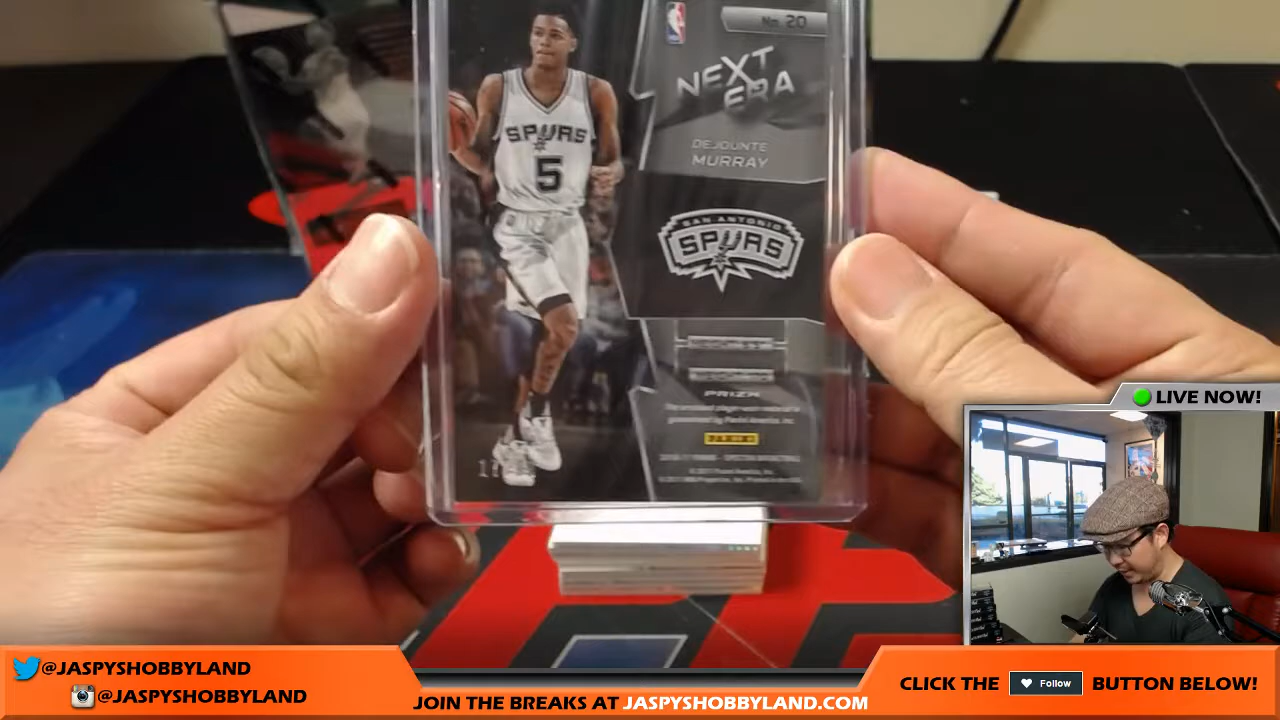 No. 20
NEXT
ERA
DEJOUNTE
MURRAY
SAN ANTONIO
SPURS
SPURS
5
PRIZM
PANINI
LIVE NOW!
@JASPYSHOBBYLAND
@JASPYSHOBBYLAND
JOIN THE BREAKS AT JASPYSHOBBYLAND.COM
CLICK THE Follow BUTTON BELOW!